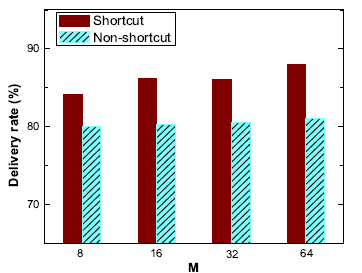 Shortcut
Non-shortcut
Delivery rate (%)
90
80
70
8 16 32 64
M